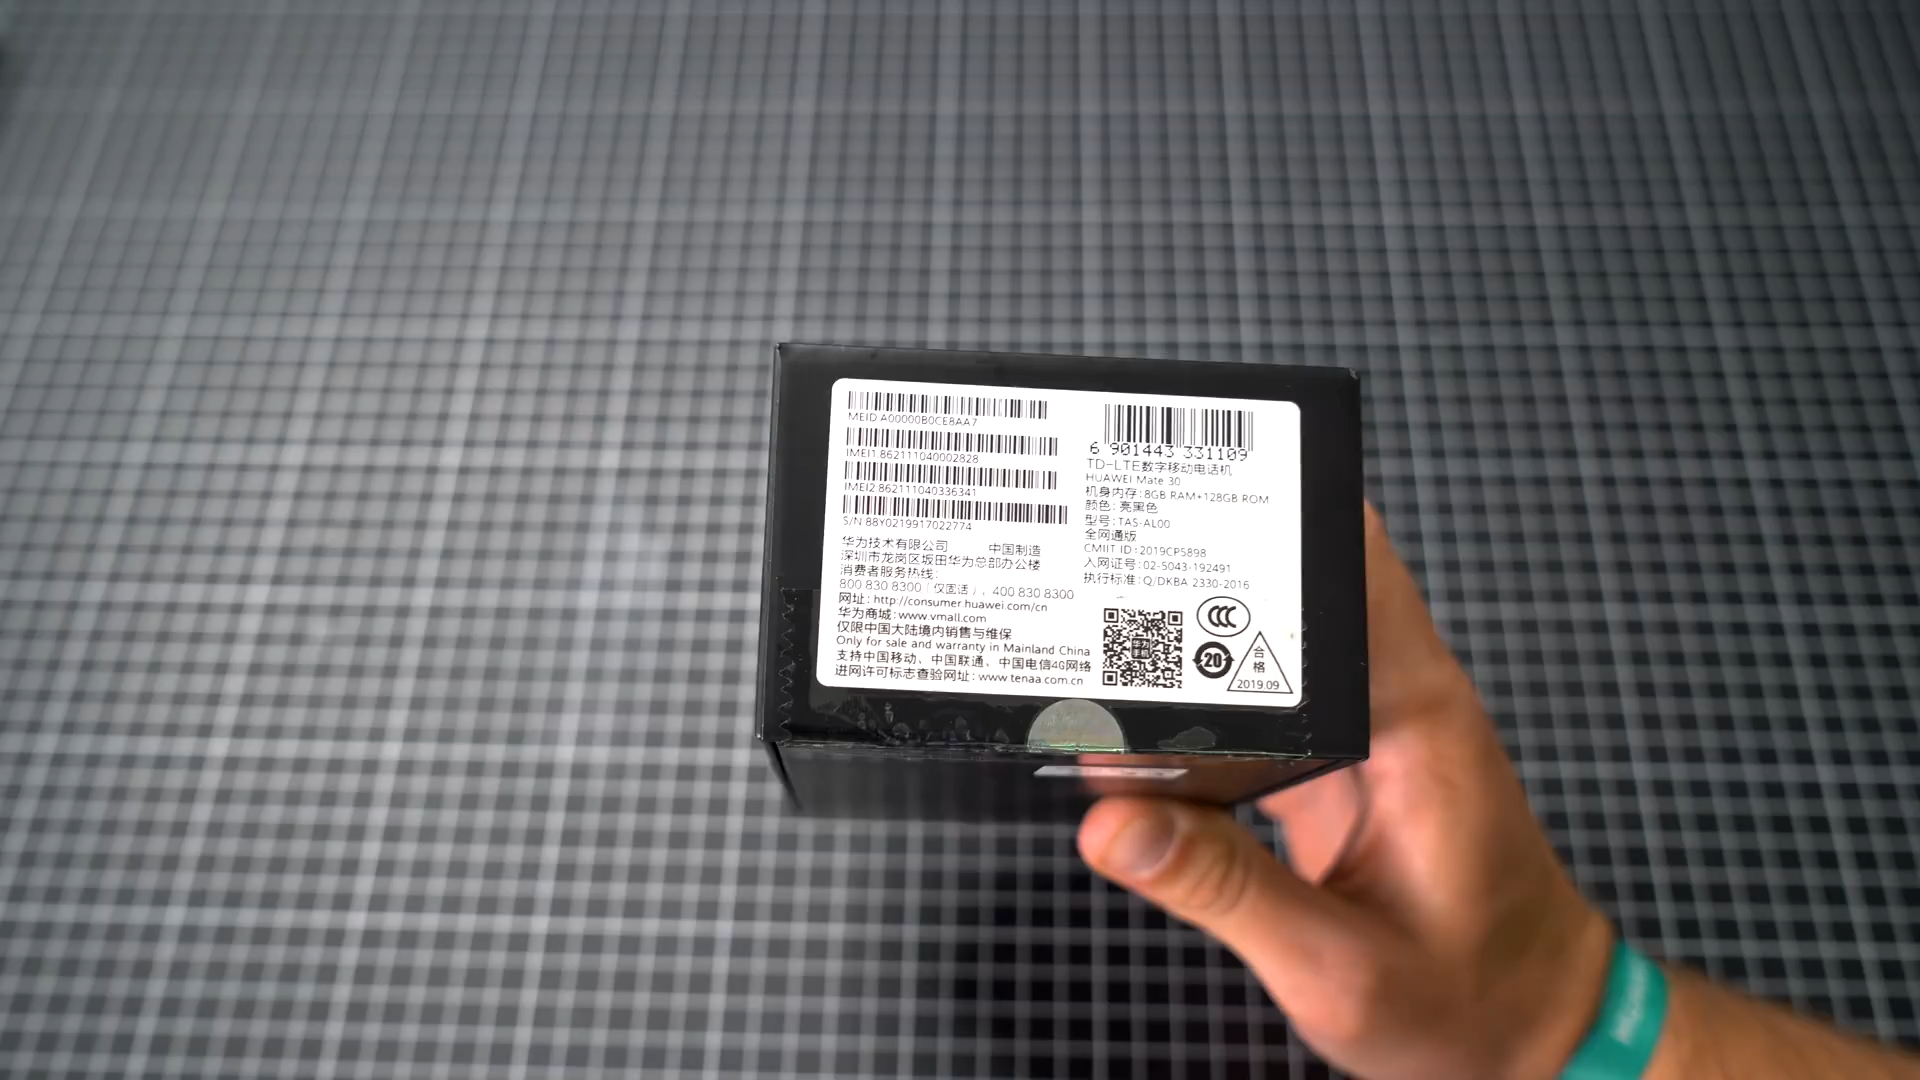 MEID:A00000B0CE8AA7
IMEI1:862111040002828
IMEI2:862111040336341
S/N 88Y0219917022774
华为技术有限公司 中国制造
深圳市龙岗区坂田华为总部办公楼
消费者服务热线:
800 830 8300(仅固话), 400 830 8300
网址: http://consumer.huawei.com/cn
华为商城: www.vmall.com
仅限中国大陆境内销售与维保
Only for sale and warranty in Mainland China
支持中国移动、中国联通、中国电信4G网络
进网许可标志查验网址: www.tenaa.com.cn
6 901443 331109
TD-LTE数字移动电话机
HUAWEI Mate 30
机身内存: 8GB RAM+128GB ROM
颜色: 亮黑色
型号: TAS-AL00
全网通版
CMIIT ID: 2019CP5898
入网证号: 02-5043-192491
执行标准: Q/DKBA 2330-2016
华为
手机
CCC
20
合
格
2019.09